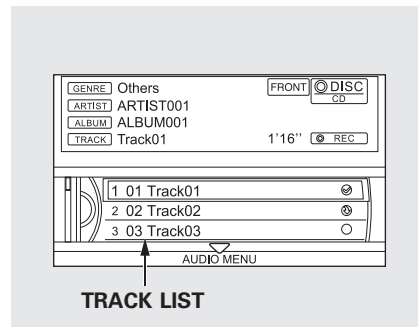 GENRE Others FRONT DISC
CD
ARTIST ARTIST001
ALBUM ALBUM001
TRACK Track01 1'16" REC
1 01 Track01
2 02 Track02
3 03 Track03
AUDIO MENU
TRACK LIST